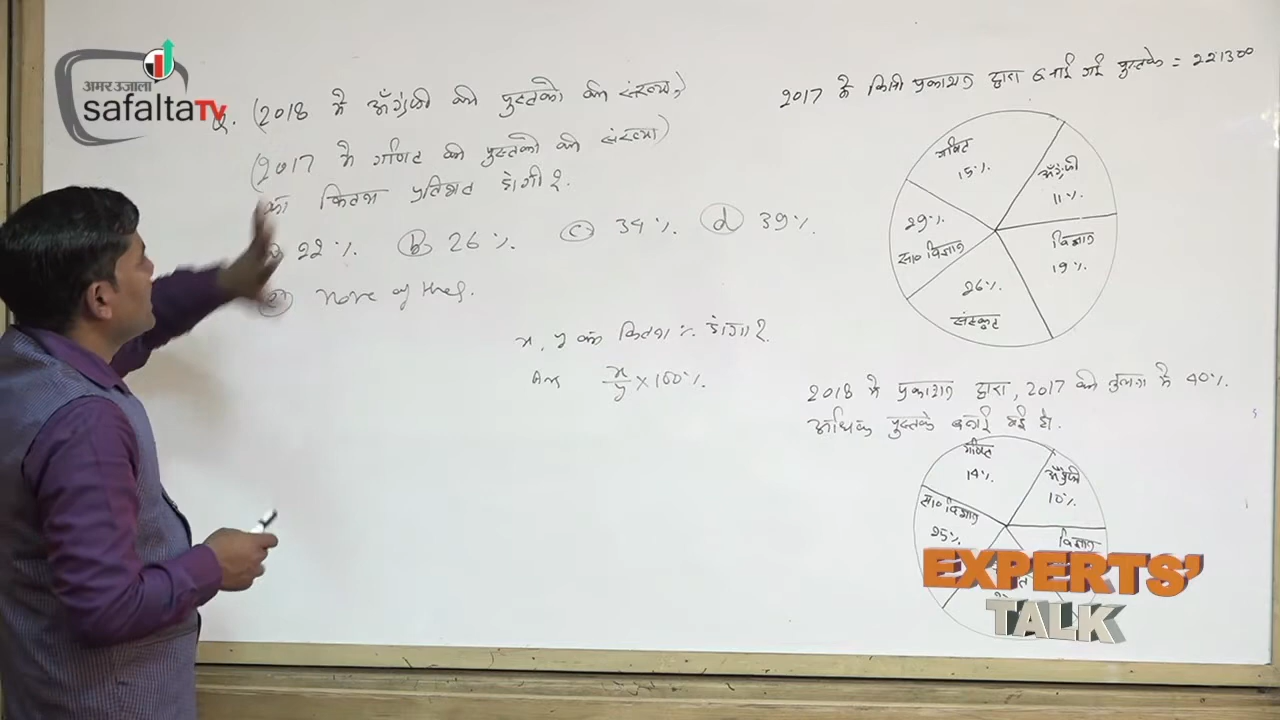 अमर उजाला
safalta TV
(2018 में अँग्रेजी की पुस्तकों की संख्या)
(2017 में गणित की पुस्तकों की संख्या)
का कितना प्रतिशत होगी?
22 %. (b) 26 %. (c) 34 %. (d) 39 %.
None of these.
x, y का कितना % होगा?
Ans x/y × 100 %.
2017 में किसी प्रकाशन द्वारा बनाई गई पुस्तकें = 221300
गणित
15 %.
अँग्रेजी
11 %.
29 %.
सा० विज्ञान
विज्ञान
19 %.
26 %.
संस्कृत
2018 में प्रकाशन द्वारा, 2017 की तुलना में 40 %.
अधिक पुस्तकें बनाई गई हो.
गणित
14 %.
अँग्रेजी
10 %.
सा० विज्ञान
25 %.
विज्ञान
EXPERTS'
TALK